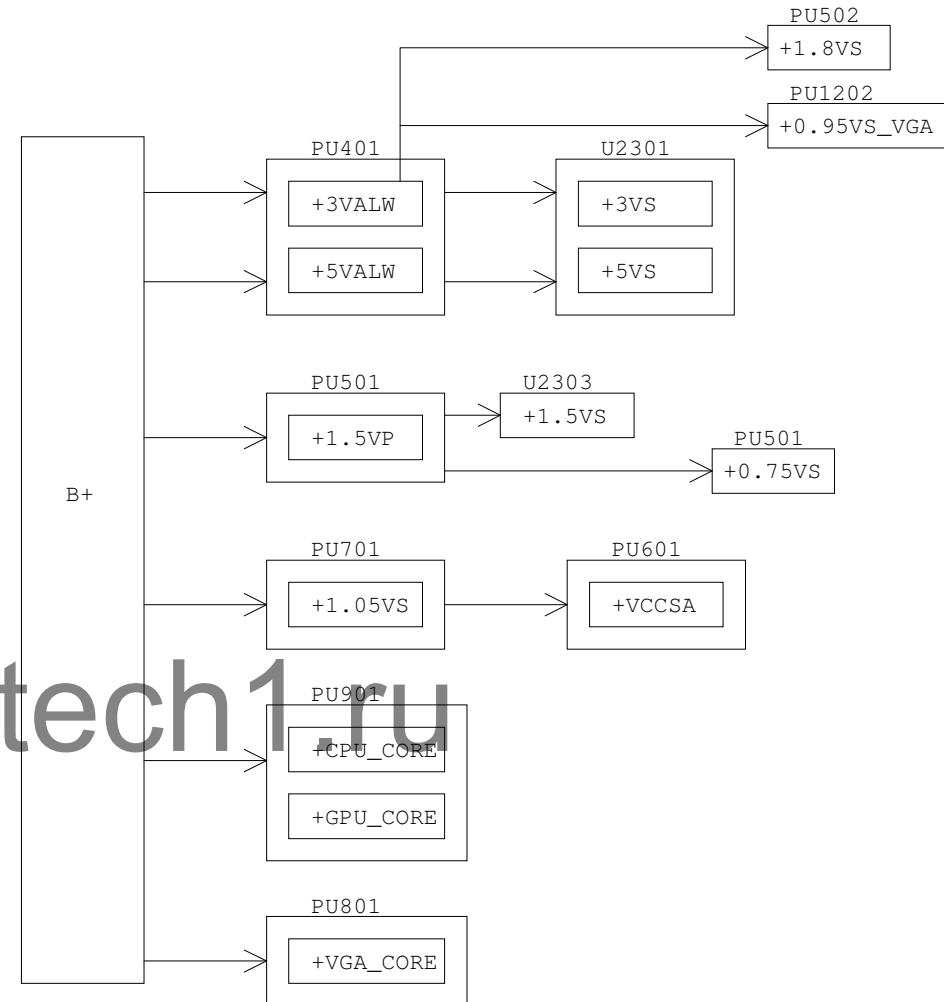 PU502
+1.8VS
PU1202
+0.95VS_VGA
PU401
U2301
+3VALW
+3VS
+5VALW
+5VS
PU501
U2303
+1.5VP
+1.5VS
PU501
+0.75VS
B+
PU701
PU601
+1.05VS
+VCCSA
tech1.ru
PU901
+CPU_CORE
+GPU_CORE
PU801
+VGA_CORE